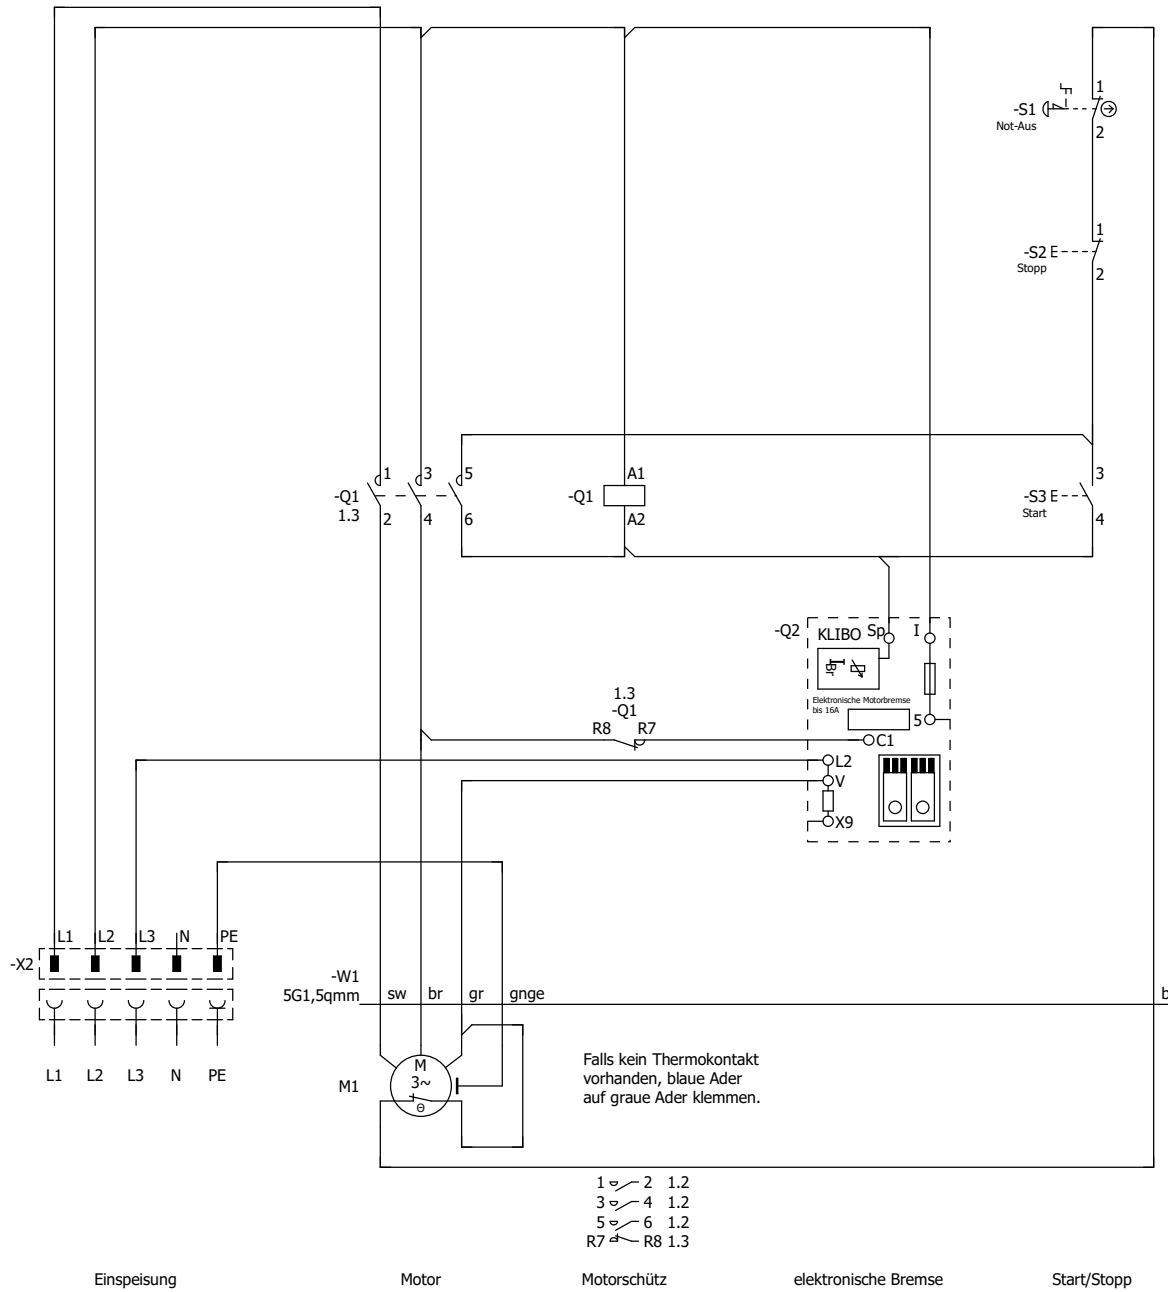 1
-S1
Not-Aus
2
1
-S2 E
Stopp
2
1 3 5
-Q1
1.3
2 4 6
A1
-Q1
A2
3
-S3 E
Start
4
-Q2
KLIBO Sp I
I
Br
Elektronische Motorbremse
bis 16A
5
1.3
-Q1
R8 R7
C1
L2
V
X9
L1 L2 L3 N PE
-X2
-W1
5G1,5qmm
sw br gr gnge
L1 L2 L3 N PE
M1
M
3~
Θ
Falls kein Thermokontakt
vorhanden, blaue Ader
auf graue Ader klemmen.
1 2 1.2
3 4 1.2
5 6 1.2
R7 R8 1.3
Einspeisung Motor Motorschütz elektronische Bremse Start/Stopp